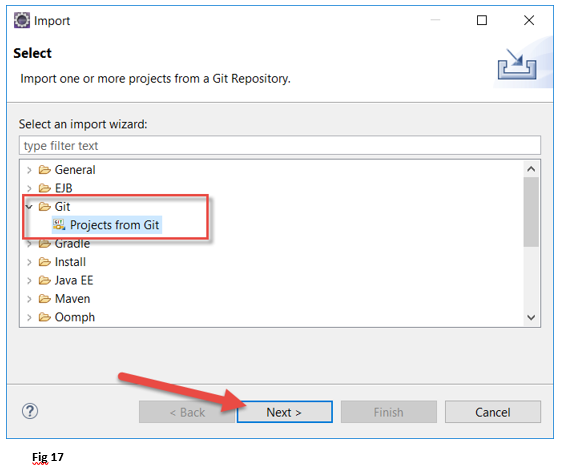 Import
Select
Import one or more projects from a Git Repository.
Select an import wizard:
type filter text
General
EJB
Git
GIT
Projects from Git
Gradle
Install
Java EE
Maven
Oomph
?
< Back
Next >
Finish
Cancel
Fig 17